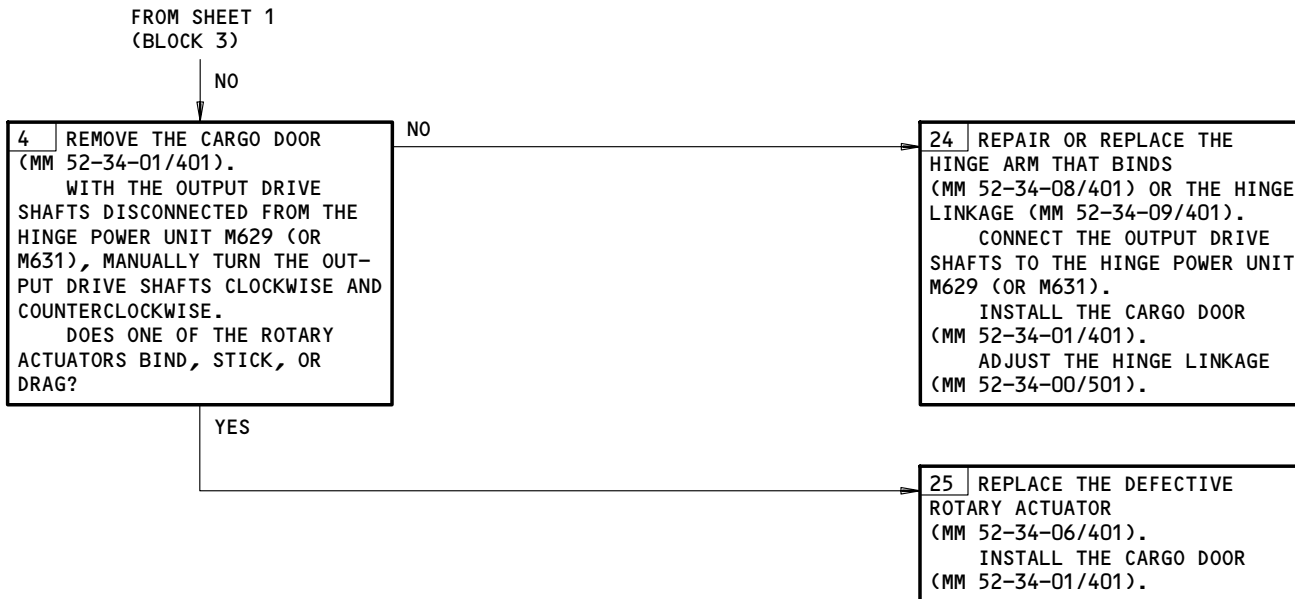 FROM SHEET 1
(BLOCK 3)
NO
4 REMOVE THE CARGO DOOR
(MM 52-34-01/401).
WITH THE OUTPUT DRIVE
SHAFTS DISCONNECTED FROM THE
HINGE POWER UNIT M629 (OR
M631), MANUALLY TURN THE OUT-
PUT DRIVE SHAFTS CLOCKWISE AND
COUNTERCLOCKWISE.
DOES ONE OF THE ROTARY
ACTUATORS BIND, STICK, OR
DRAG?
NO
24 REPAIR OR REPLACE THE
HINGE ARM THAT BINDS
(MM 52-34-08/401) OR THE HINGE
LINKAGE (MM 52-34-09/401).
CONNECT THE OUTPUT DRIVE
SHAFTS TO THE HINGE POWER UNIT
M629 (OR M631).
INSTALL THE CARGO DOOR
(MM 52-34-01/401).
ADJUST THE HINGE LINKAGE
(MM 52-34-00/501).
YES
25 REPLACE THE DEFECTIVE
ROTARY ACTUATOR
(MM 52-34-06/401).
INSTALL THE CARGO DOOR
(MM 52-34-01/401).